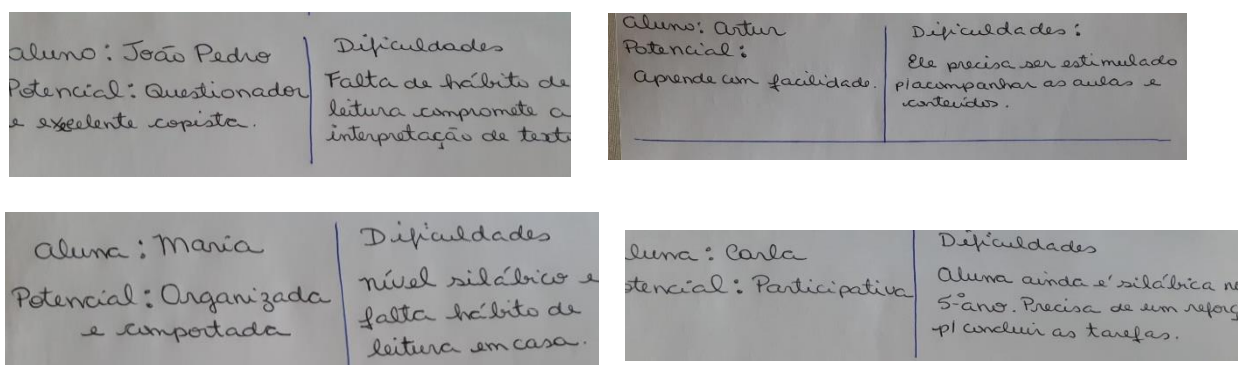 Aluno: João Pedro
Potencial: Questionador
e excelente copista.
Dificuldades
Falta de hábito de
leitura compromete a
interpretação de text
Aluno: Artur
Potencial:
Aprende com facilidade.
Dificuldades:
Ele precisa ser estimulado
p/acompanhar as aulas e
conteúdos.
Aluna: Maria
Potencial: Organizada
e comportada
Dificuldades
nível silábico e
falta hábito de
leitura em casa.
luna: Carla
tencial: Participativa
Dificuldades
Aluna ainda é silábica n
5º ano. Precisa de um reforç
p/ concluir as tarefas.